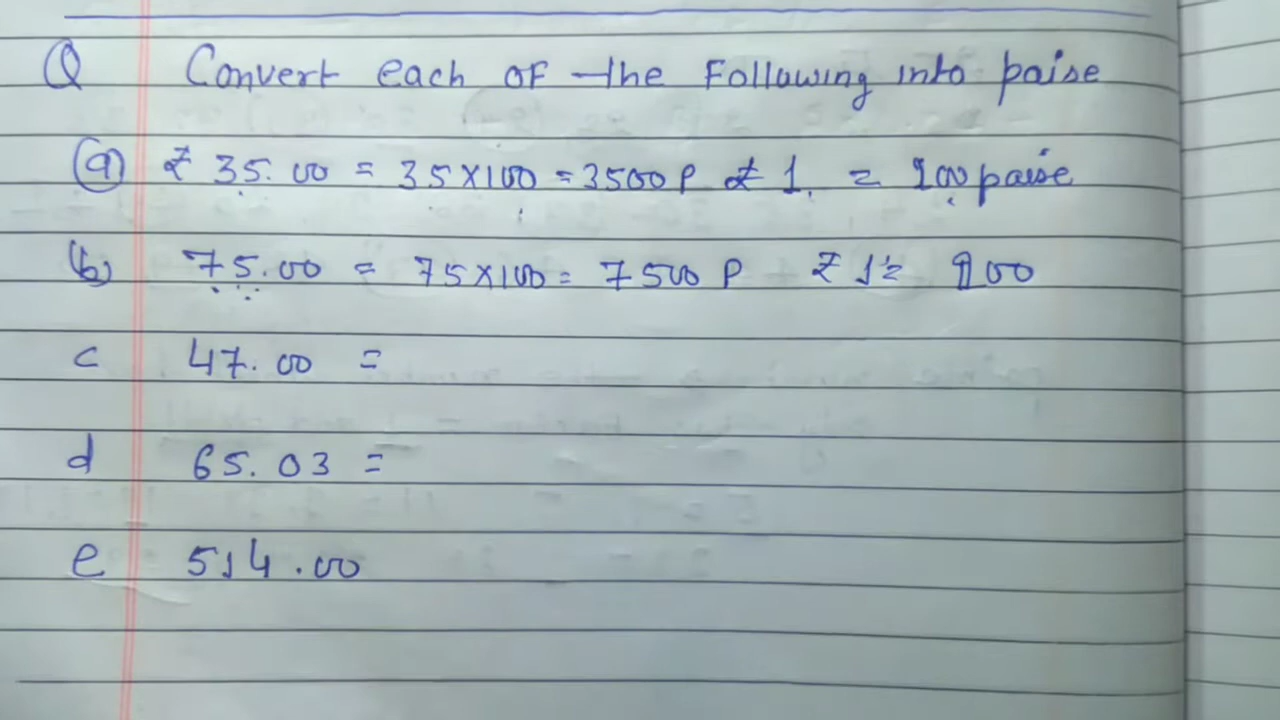 Q Convert each of the Following into paise
(a) ₹ 35.00 = 35×100 = 3500 P ₹ 1. = 100 paise
(b) 75.00 = 75×100 = 7500 P ₹ 1 = 100
c 47.00 =
d 65.03 =
e 514.00